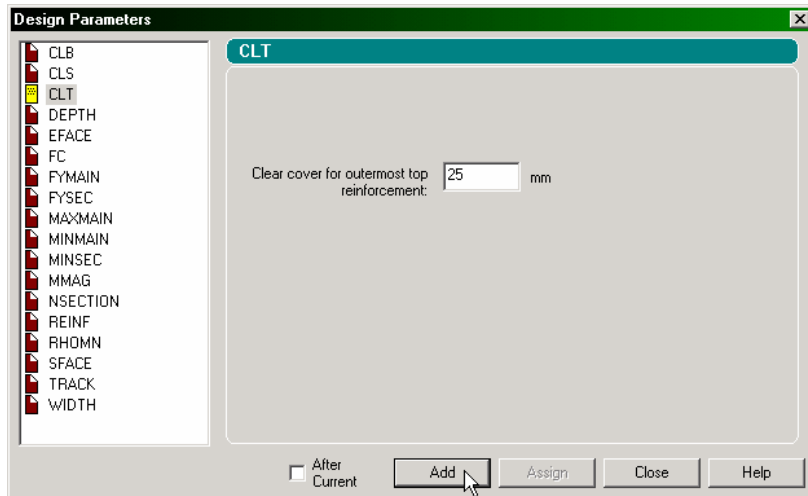 Design Parameters
CLB
CLS
CLT
DEPTH
EFACE
FC
FYMAIN
FYSEC
MAXMAIN
MINMAIN
MINSEC
MMAG
NSECTION
REINF
RHOMN
SFACE
TRACK
WIDTH
CLT
Clear cover for outermost top
reinforcement:
25
mm
After
Current
Add
Assign
Close
Help